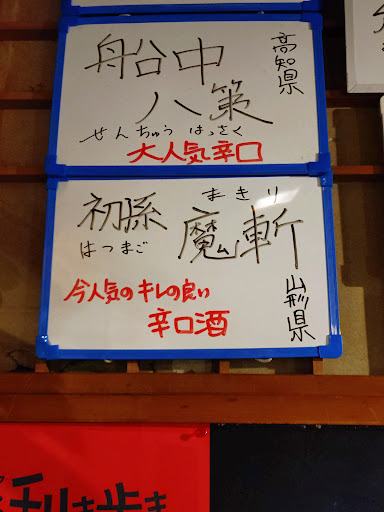 高知県
船中
八策
せんちゅう はっさく
大人気辛口
まきり
初孫 魔斬
はつまご
今人気のキレの良い
辛口酒
山形県